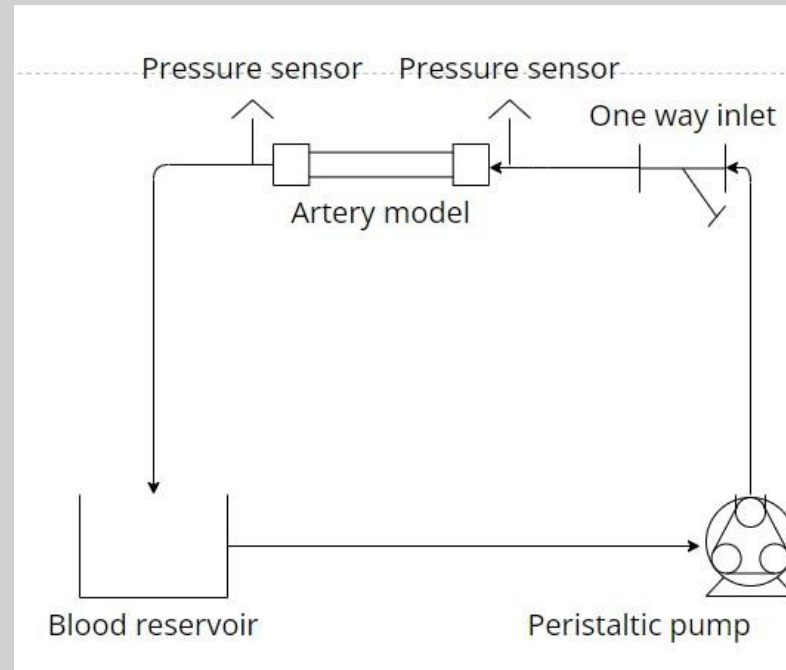 Pressure sensor Pressure sensor
One way inlet
Artery model
Blood reservoir Peristaltic pump